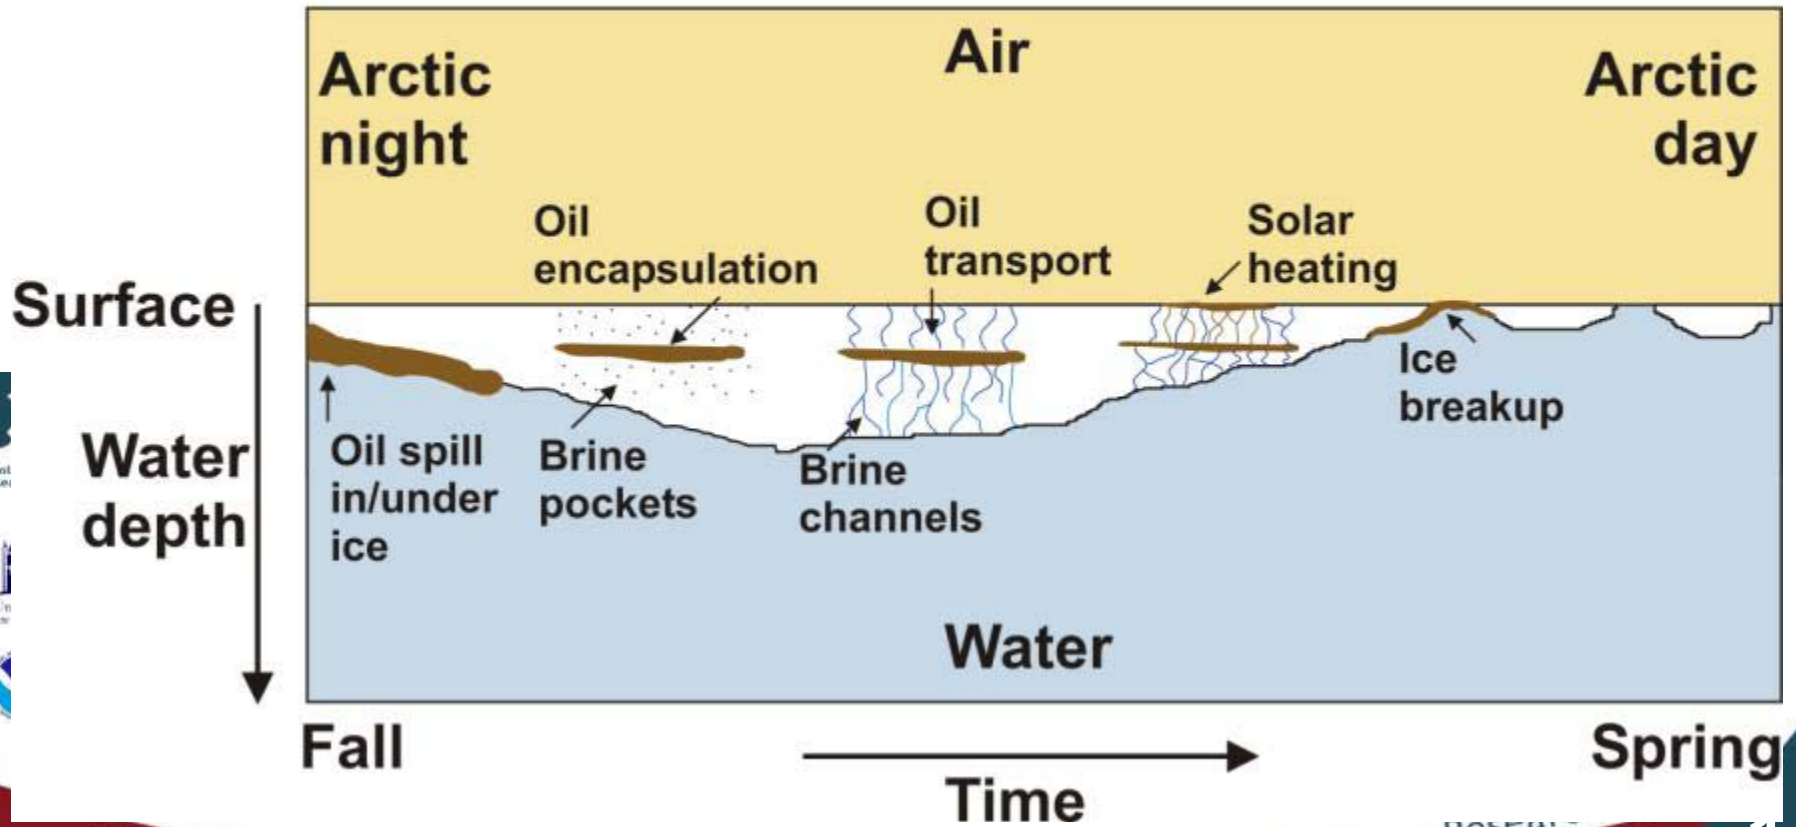 Arctic
night
Air
Arctic
day
Oil
encapsulation
Oil
transport
Solar
heating
Surface
Water
depth
Oil spill
in/under
ice
Brine
pockets
Brine
channels
Ice
breakup
Water
Fall
Time
Spring